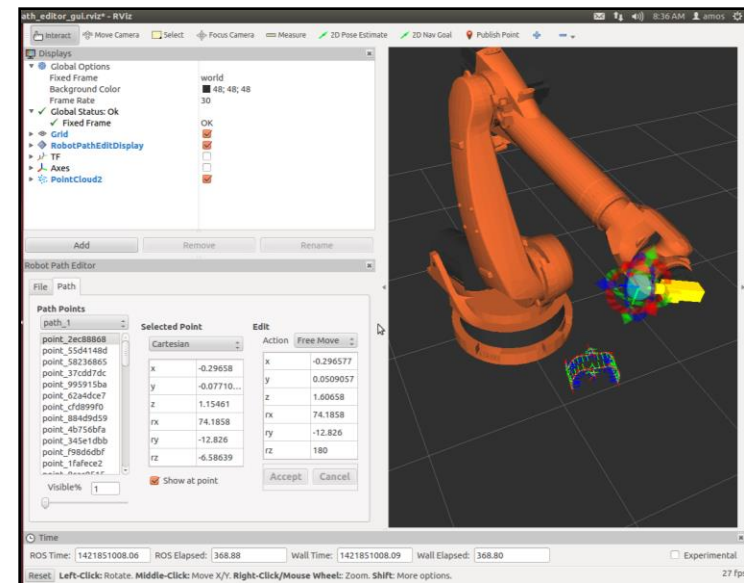 ath_editor_gui.rviz* - RViz
8:36 AM amos
Interact Move Camera Select Focus Camera Measure 2D Pose Estimate 2D Nav Goal Publish Point
Displays
Global Options
Fixed Frame world
Background Color 48; 48; 48
Frame Rate 30
Global Status: Ok
Fixed Frame OK
Grid
RobotPathEditDisplay
TF
Axes
PointCloud2
Add Remove Rename
Robot Path Editor
File Path
Path Points
path_1
Selected Point Edit
Cartesian Action Free Move
point_2ec88868
point_55d4148d
point_58236865
point_37cdd7dc
point_995915ba
point_62a4dce7
point_cfd899f0
point_884d9d59
point_4b756bfa
point_345e1dbb
point_f98d6dbf
point_1fafece2
x -0.29658 x -0.296577
y -0.07710... y 0.0509057
z 1.15461 z 1.60658
rx 74.1858 rx 74.1858
ry -12.826 ry -12.826
rz -6.58639 rz 180
Show at point Accept Cancel
Visible% 1
Time
ROS Time: 1421851008.06 ROS Elapsed: 368.88 Wall Time: 1421851008.09 Wall Elapsed: 368.80 Experimental
Reset Left-Click: Rotate. Middle-Click: Move X/Y. Right-Click/Mouse Wheel: Zoom. Shift: More options. 27 fps